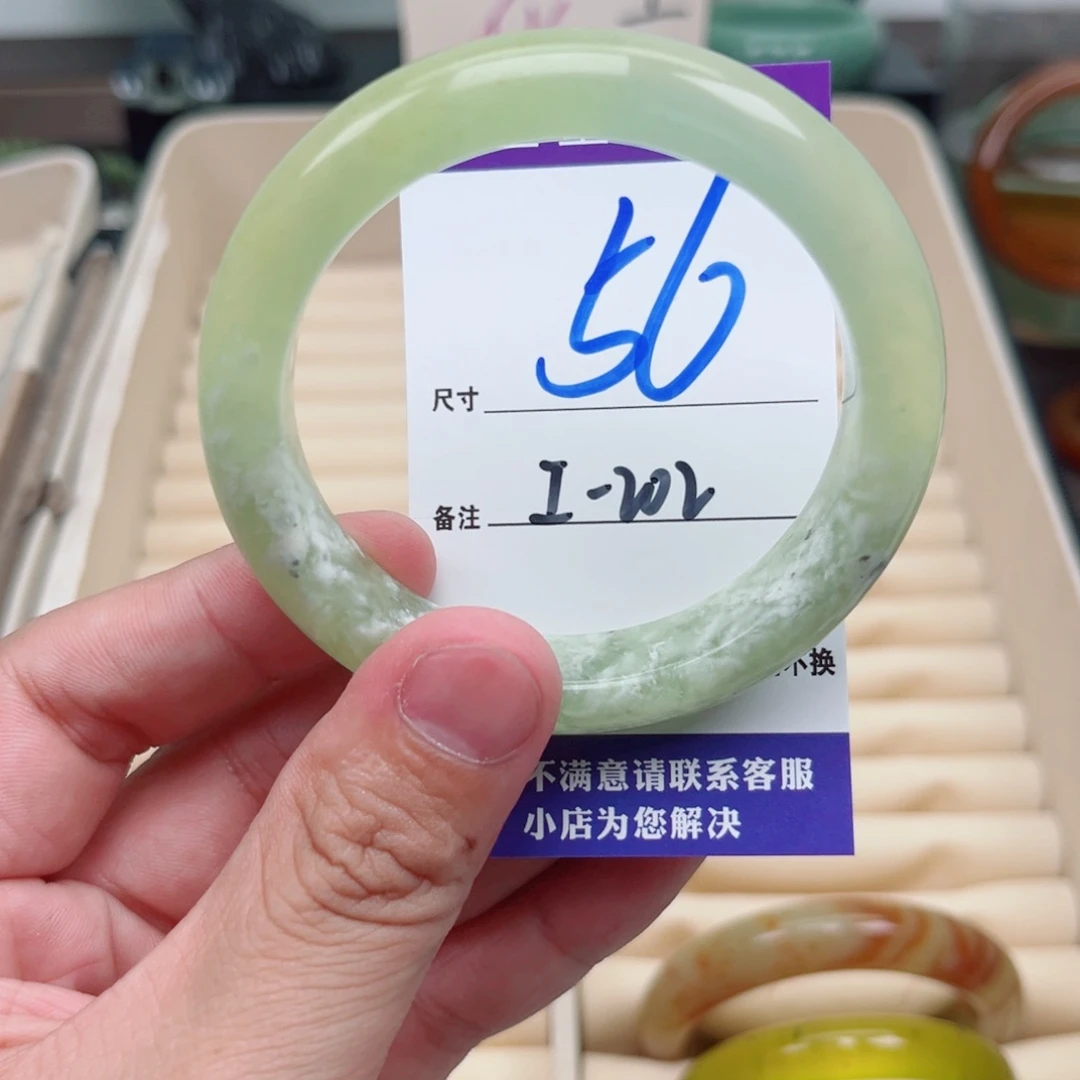 56
尺寸
I-202
备注
不换
不满意请联系客服
小店为您解决